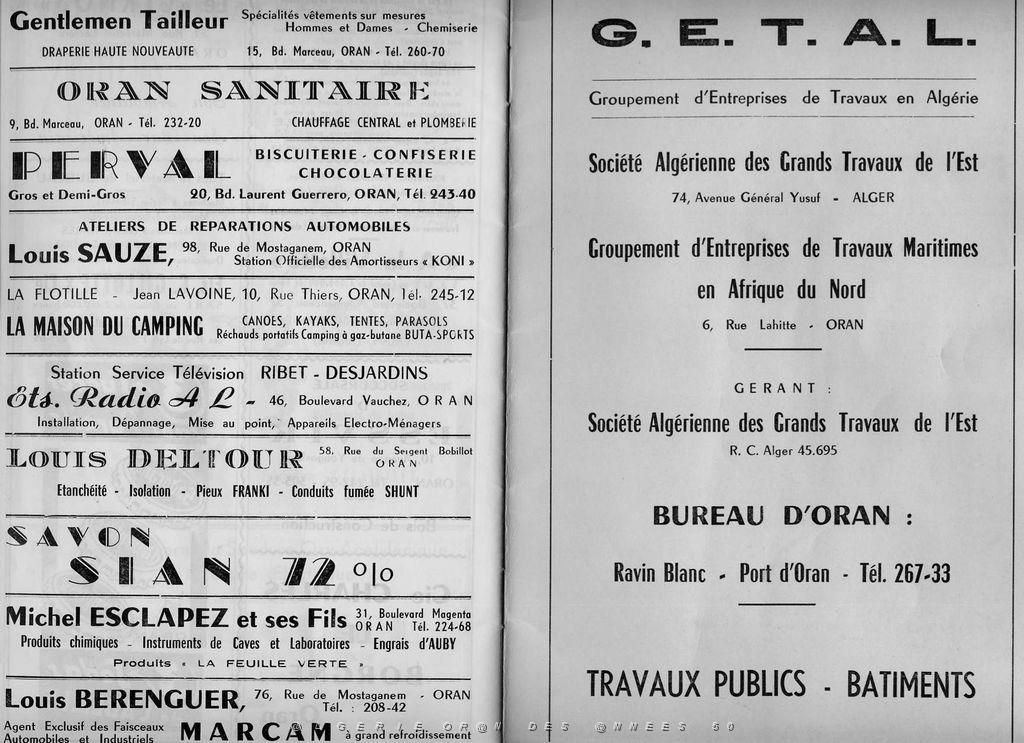 Gentlemen Tailleur Spécialités vêtements sur mesures
Hommes et Dames - Chemiserie
DRAPERIE HAUTE NOUVEAUTE 15, Bd. Marceau, ORAN - Tél. 260-70
ORAN SANITAIRE
9, Bd. Marceau, ORAN - Tél. 232-20 CHAUFFAGE CENTRAL et PLOMBERIE
PERVAL BISCUITERIE - CONFISERIE
CHOCOLATERIE
Gros et Demi-Gros 20, Bd. Laurent Guerrero, ORAN, Tél. 243-40
ATELIERS DE REPARATIONS AUTOMOBILES
Louis SAUZE, 98, Rue de Mostaganem, ORAN
Station Officielle des Amortisseurs « KONI »
LA FLOTILLE - Jean LAVOINE, 10, Rue Thiers, ORAN, Tél. 245-12
LA MAISON DU CAMPING CANOES, KAYAKS, TENTES, PARASOLS
Réchauds portatifs Camping à gaz-butane BUTA-SPORTS
Station Service Télévision RIBET - DESJARDINS
Ets. Radio A L - 46, Boulevard Vauchez, ORAN
Installation, Dépannage, Mise au point, Appareils Electro-Ménagers
LOUIS DELTOUR 58, Rue du Sergent Bobillot
ORAN
Etanchéité - Isolation - Pieux FRANKI - Conduits fumée SHUNT
SAVON
SIAN 72 %
Michel ESCLAPEZ et ses Fils 31, Boulevard Magenta
ORAN Tél. 224-68
Produits chimiques - Instruments de Caves et Laboratoires - Engrais d'AUBY
Produits « LA FEUILLE VERTE »
Louis BERENGUER, 76, Rue de Mostaganem - ORAN
Tél. : 208-42
Agent Exclusif des Faisceaux
Automobiles et Industriels MARCAM à grand refroidissement
G. E. T. A. L.
Groupement d'Entreprises de Travaux en Algérie
Société Algérienne des Grands Travaux de l'Est
74, Avenue Général Yusuf - ALGER
Groupement d'Entreprises de Travaux Maritimes
en Afrique du Nord
6, Rue Lahitte - ORAN
GERANT :
Société Algérienne des Grands Travaux de l'Est
R. C. Alger 45.695
BUREAU D'ORAN :
Ravin Blanc - Port d'Oran - Tél. 267-33
TRAVAUX PUBLICS - BATIMENTS
@LGERIE OR@N DES @NNEES 50